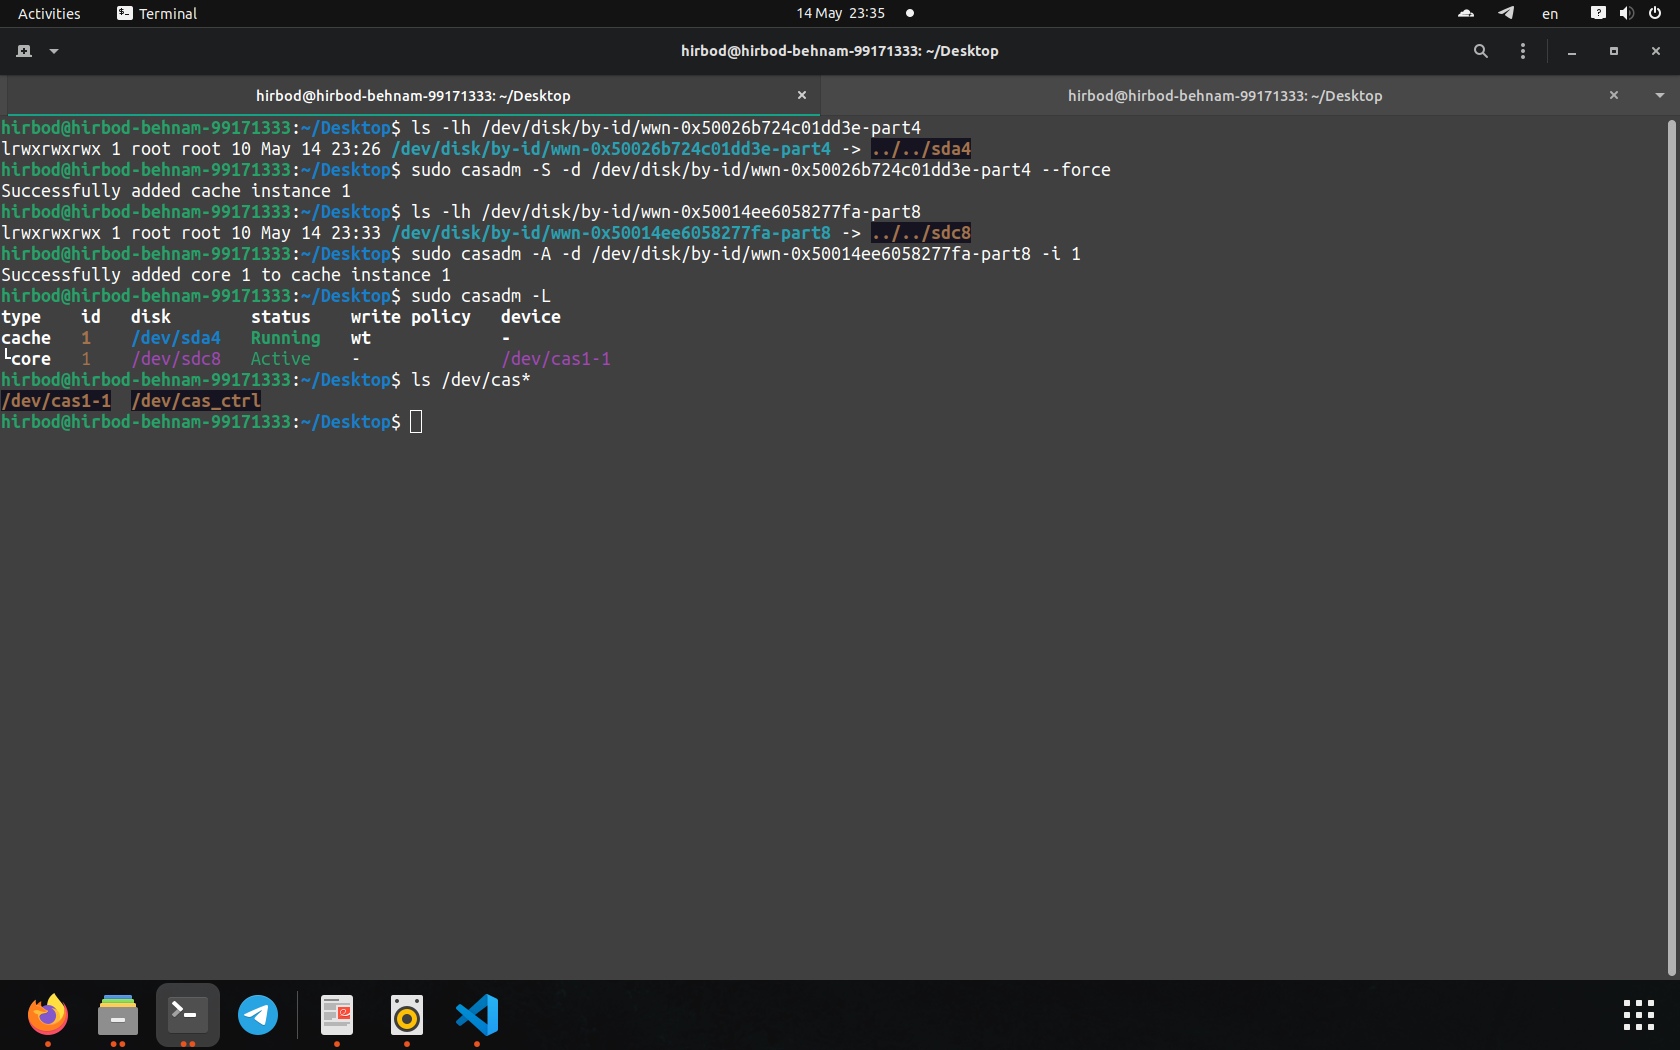 Activities Terminal 14 May 23:35 en
hirbod@hirbod-behnam-99171333: ~/Desktop
hirbod@hirbod-behnam-99171333: ~/Desktop hirbod@hirbod-behnam-99171333: ~/Desktop
hirbod@hirbod-behnam-99171333:~/Desktop$ ls -lh /dev/disk/by-id/wwn-0x50026b724c01dd3e-part4
lrwxrwxrwx 1 root root 10 May 14 23:26 /dev/disk/by-id/wwn-0x50026b724c01dd3e-part4 -> ../../sda4
hirbod@hirbod-behnam-99171333:~/Desktop$ sudo casadm -S -d /dev/disk/by-id/wwn-0x50026b724c01dd3e-part4 --force
Successfully added cache instance 1
hirbod@hirbod-behnam-99171333:~/Desktop$ ls -lh /dev/disk/by-id/wwn-0x50014ee6058277fa-part8
lrwxrwxrwx 1 root root 10 May 14 23:33 /dev/disk/by-id/wwn-0x50014ee6058277fa-part8 -> ../../sdc8
hirbod@hirbod-behnam-99171333:~/Desktop$ sudo casadm -A -d /dev/disk/by-id/wwn-0x50014ee6058277fa-part8 -i 1
Successfully added core 1 to cache instance 1
hirbod@hirbod-behnam-99171333:~/Desktop$ sudo casadm -L
type id disk status write policy device
cache 1 /dev/sda4 Running wt -
└core 1 /dev/sdc8 Active - /dev/cas1-1
hirbod@hirbod-behnam-99171333:~/Desktop$ ls /dev/cas*
/dev/cas1-1 /dev/cas_ctrl
hirbod@hirbod-behnam-99171333:~/Desktop$